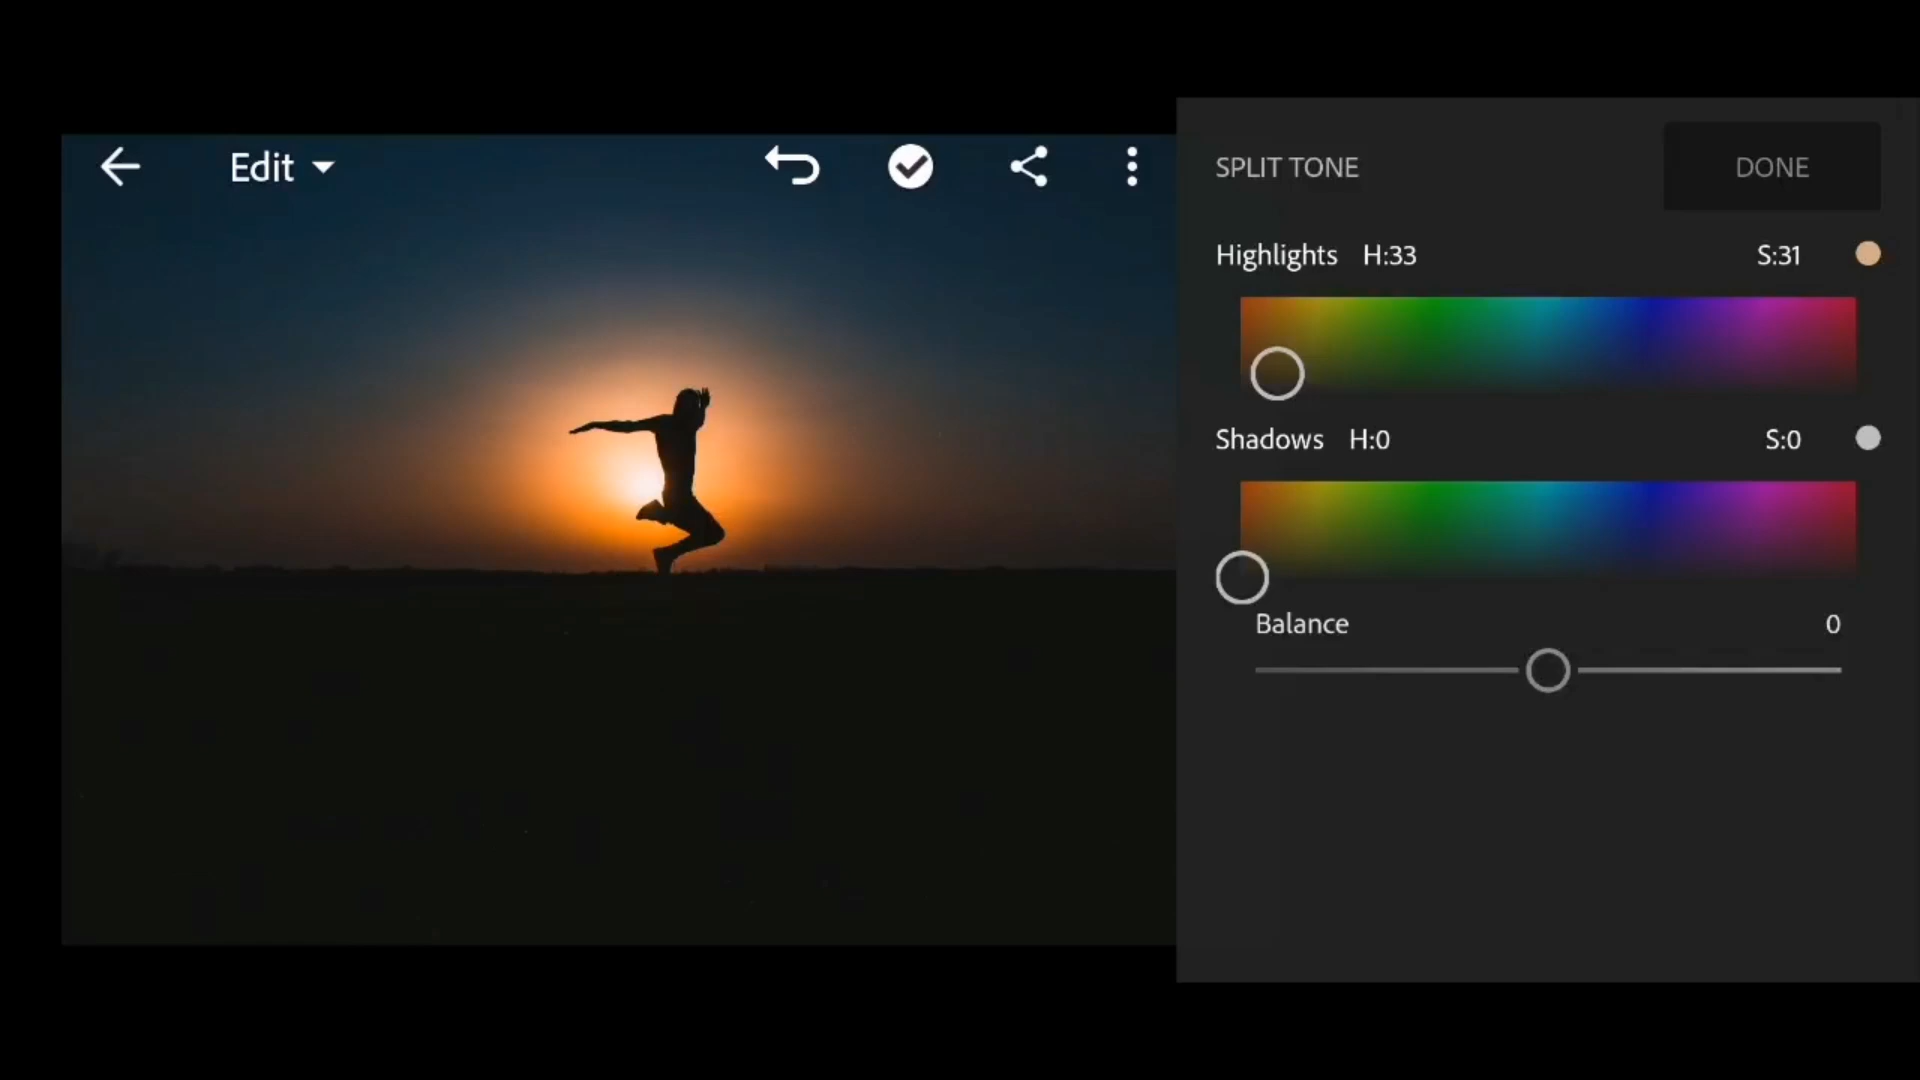 Edit
SPLIT TONE
DONE
Highlights H:33 S:31
Shadows H:0 S:0
Balance 0